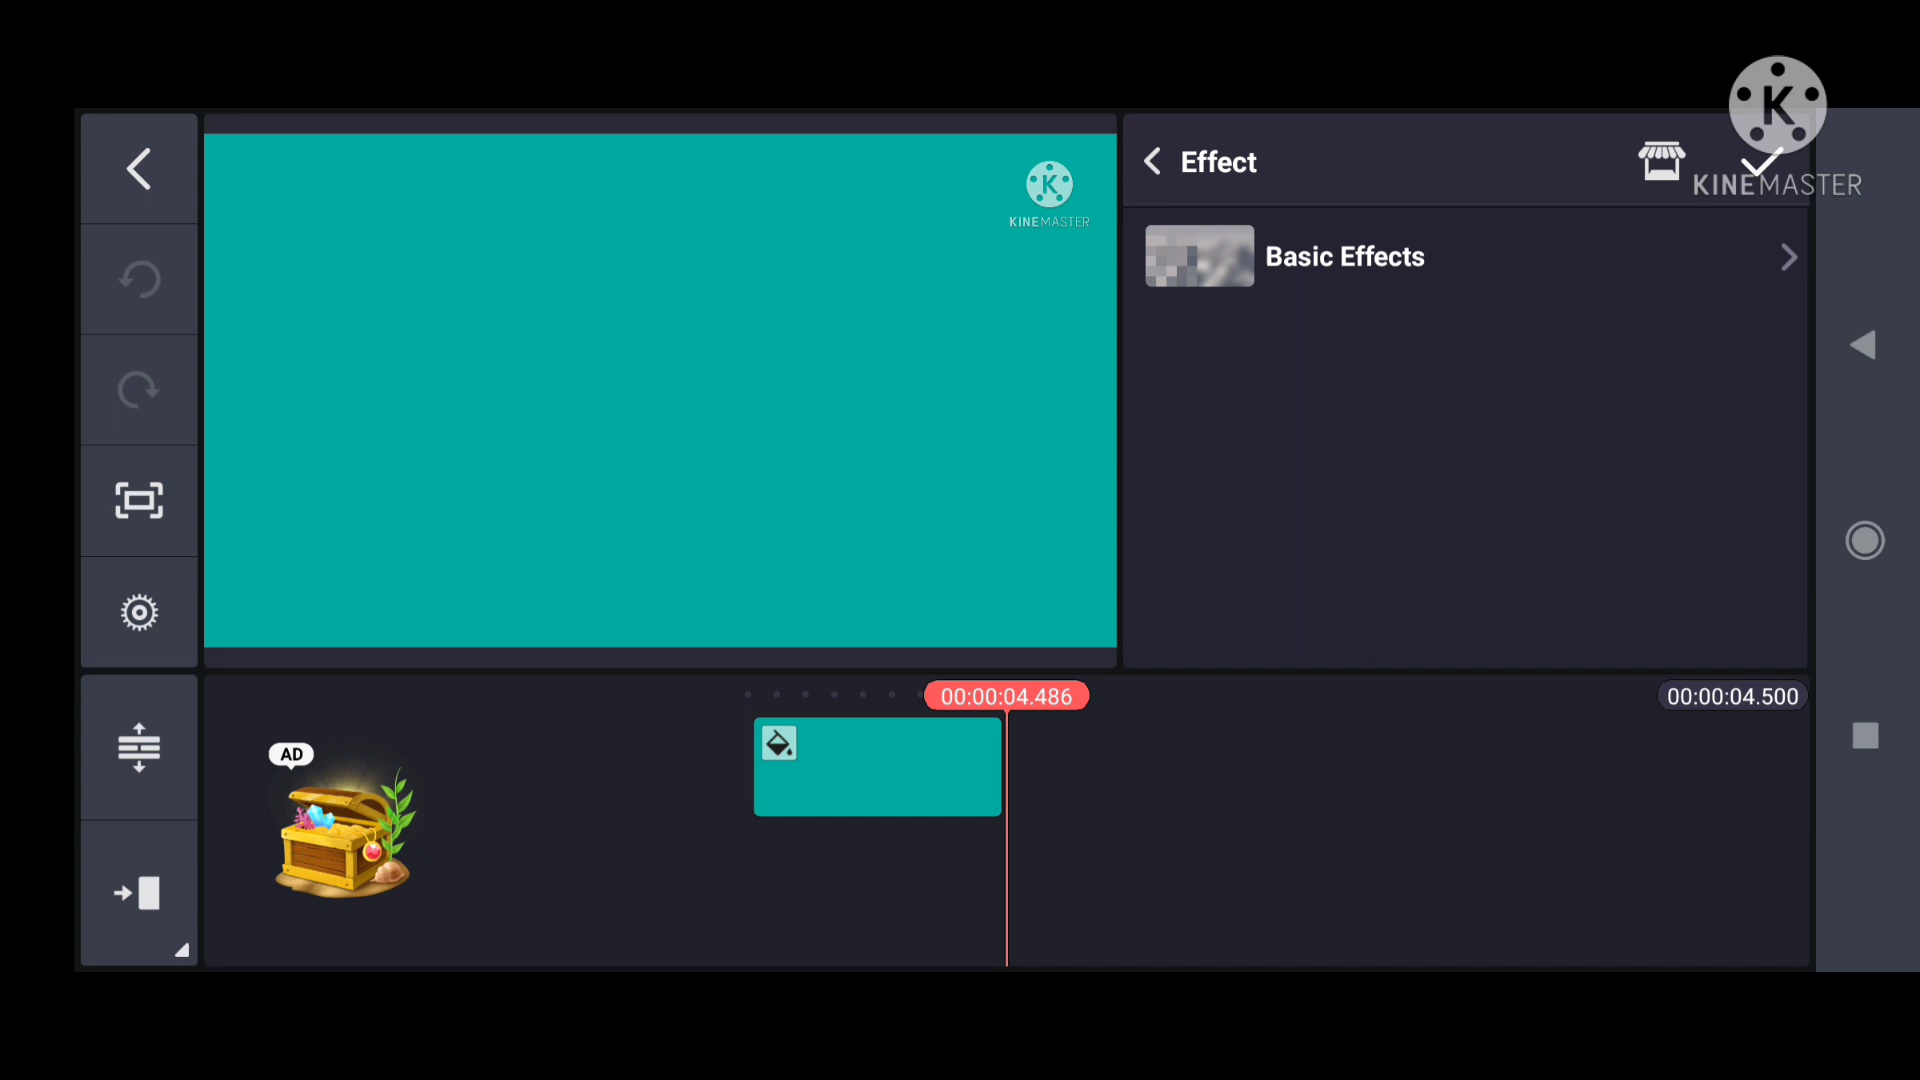 KINEMASTER
Effect
KINEMASTER
Basic Effects
00:00:04.486
00:00:04.500
AD